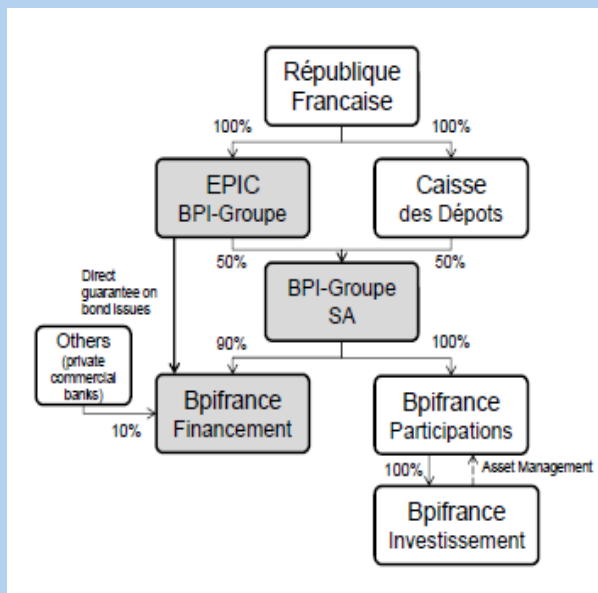 République
Francaise
100%
100%
EPIC
BPI-Groupe
Caisse
des Dépots
50%
50%
Direct
guarantee on
bond issues
BPI-Groupe
SA
Others
(private
commercial
banks)
90%
100%
Bpifrance
Financement
Bpifrance
Participations
10%
100%
Asset Management
Bpifrance
Investissement